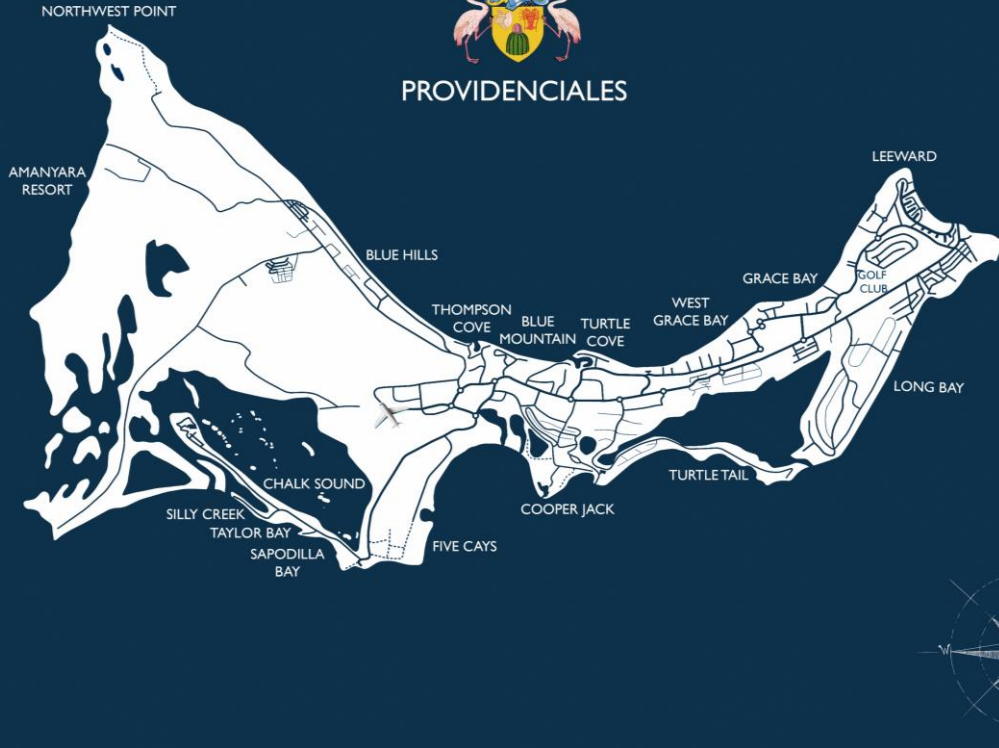 NORTHWEST POINT
PROVIDENCIALES
LEEWARD
AMANYARA
RESORT
BLUE HILLS
GRACE BAY
GOLF
CLUB
THOMPSON
COVE
BLUE
MOUNTAIN
TURTLE
COVE
WEST
GRACE BAY
LONG BAY
CHALK SOUND
TURTLE TAIL
SILLY CREEK
COOPER JACK
TAYLOR BAY
SAPODILLA
BAY
FIVE CAYS
W